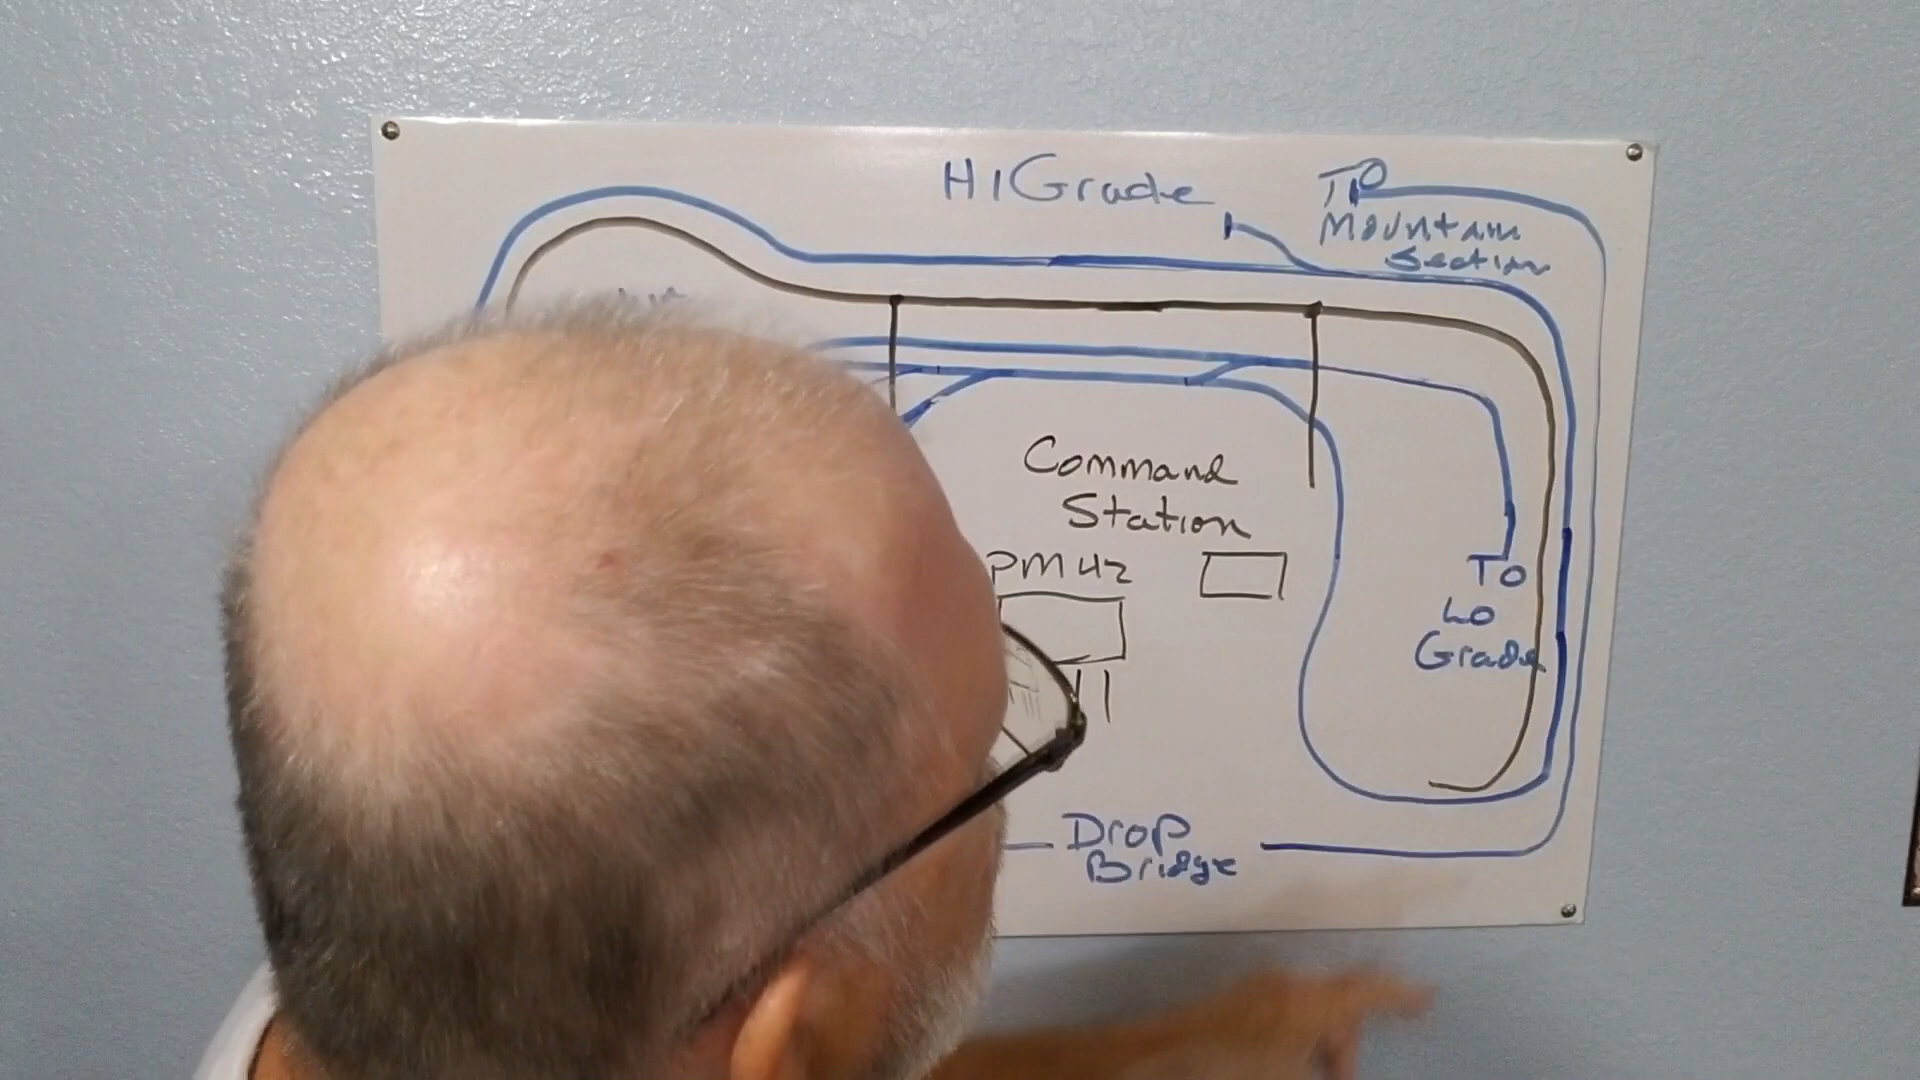 HiGrade
To
Mountain
Section
Command
Station
PM42
To
Lo
Grade
Drop
Bridge